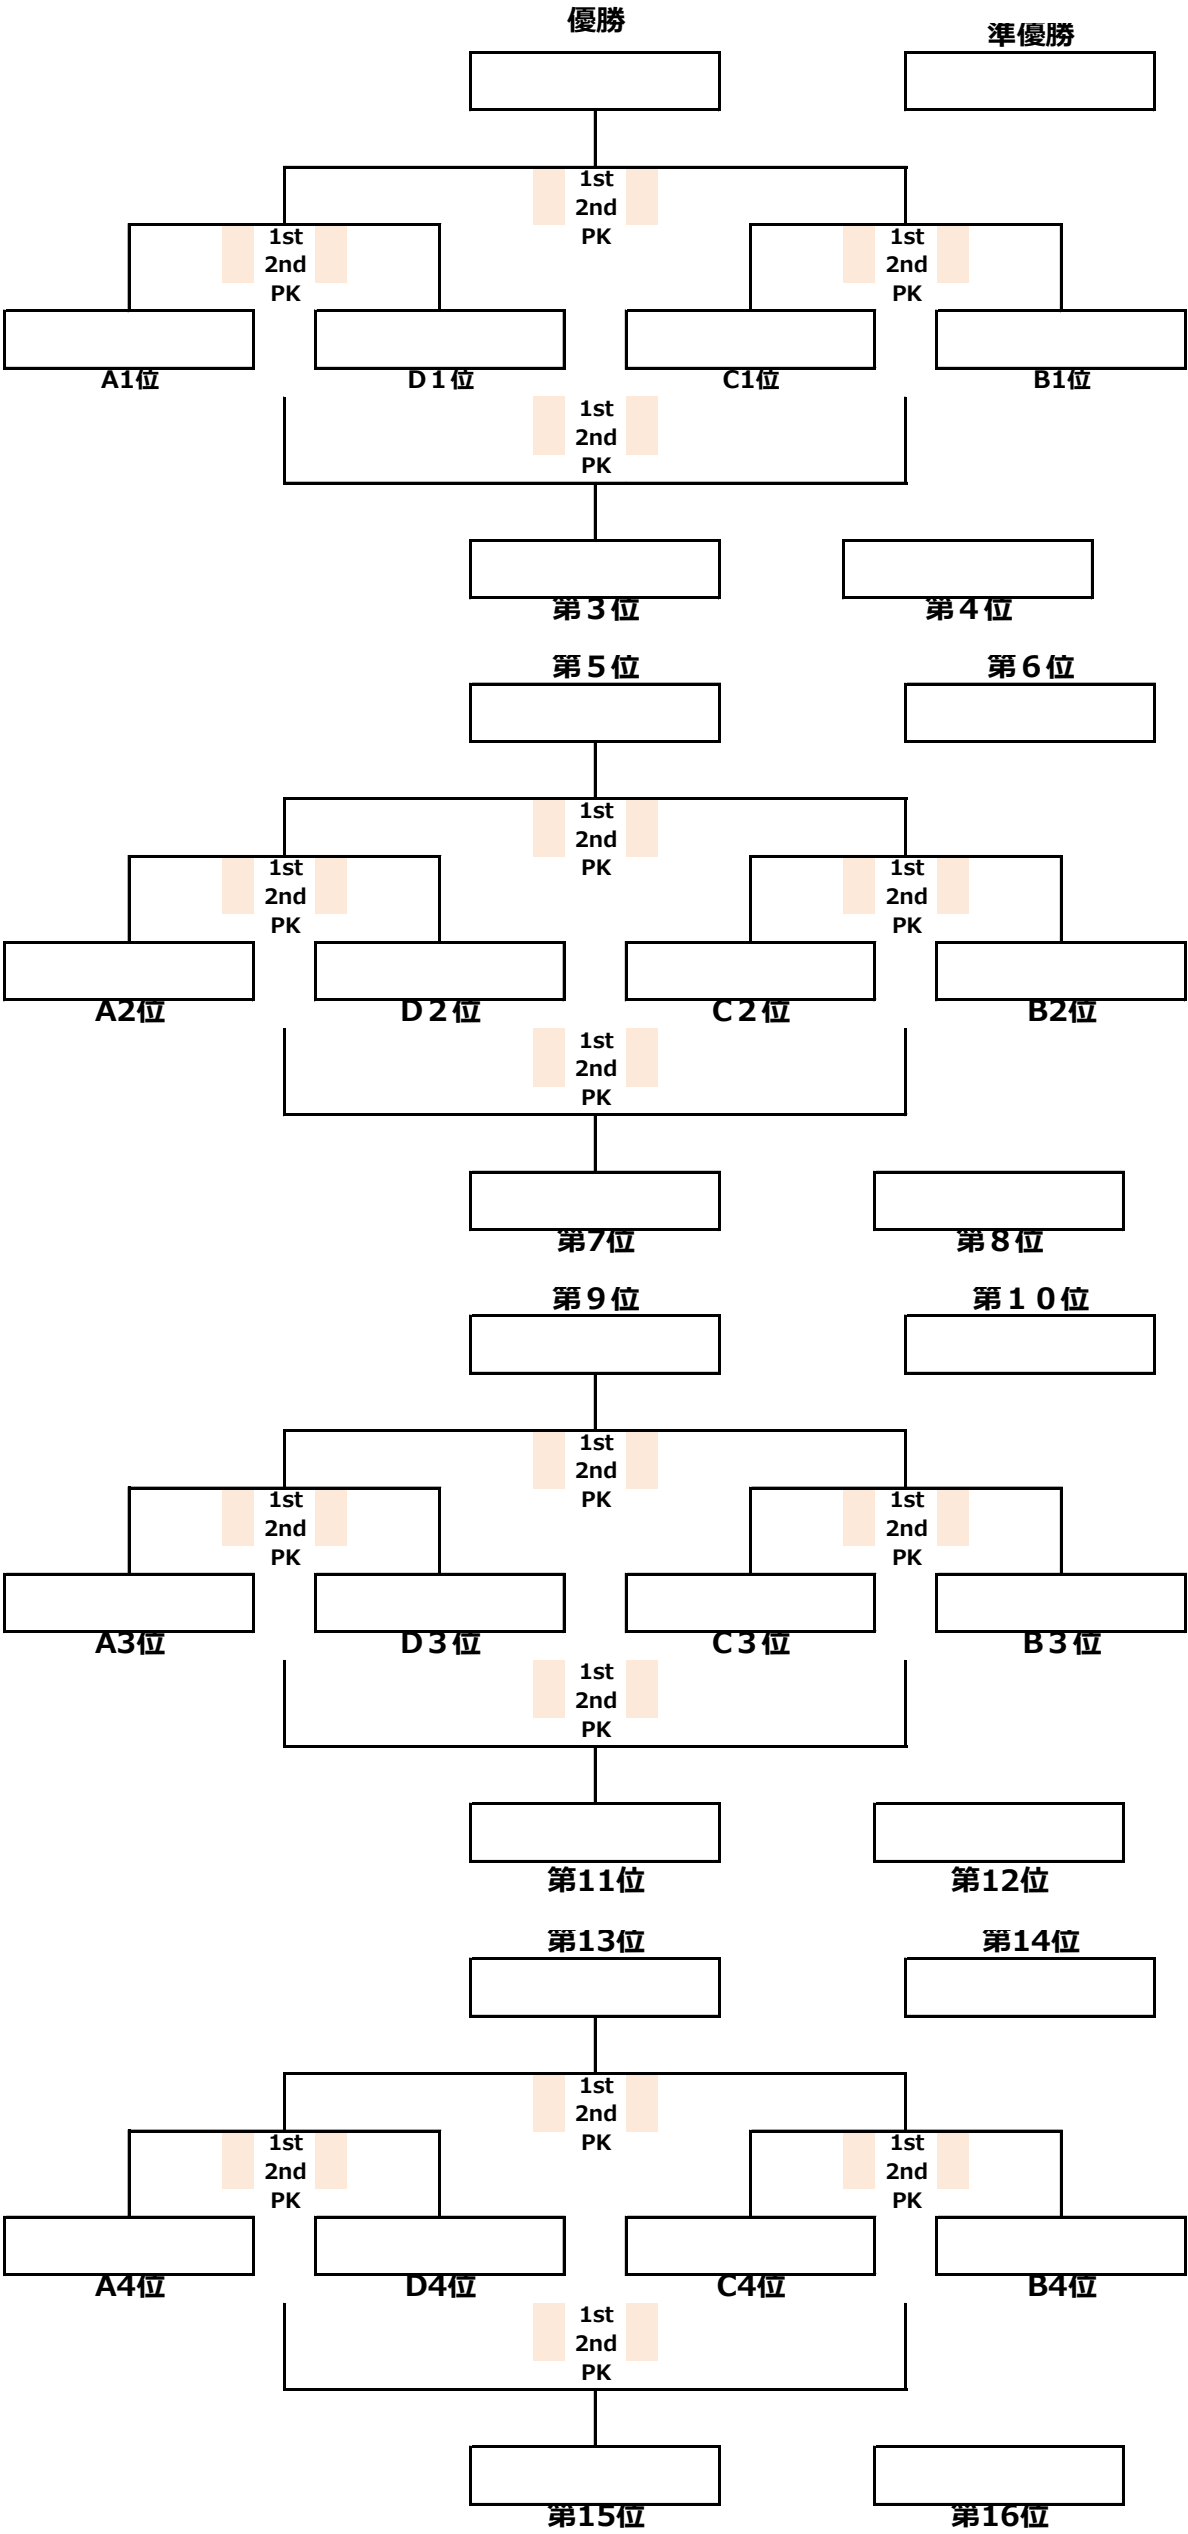 優勝
準優勝
1st
2nd
PK
1st
2nd
PK
1st
2nd
PK
A1位
D１位
C1位
B1位
1st
2nd
PK
第３位
第４位
第５位
第６位
1st
2nd
PK
1st
2nd
PK
1st
2nd
PK
A2位
D２位
C２位
B2位
1st
2nd
PK
第7位
第８位
第９位
第１０位
1st
2nd
PK
1st
2nd
PK
1st
2nd
PK
A3位
D３位
C３位
B３位
1st
2nd
PK
第11位
第12位
第13位
第14位
1st
2nd
PK
1st
2nd
PK
1st
2nd
PK
A4位
D4位
C4位
B4位
1st
2nd
PK
第15位
第16位